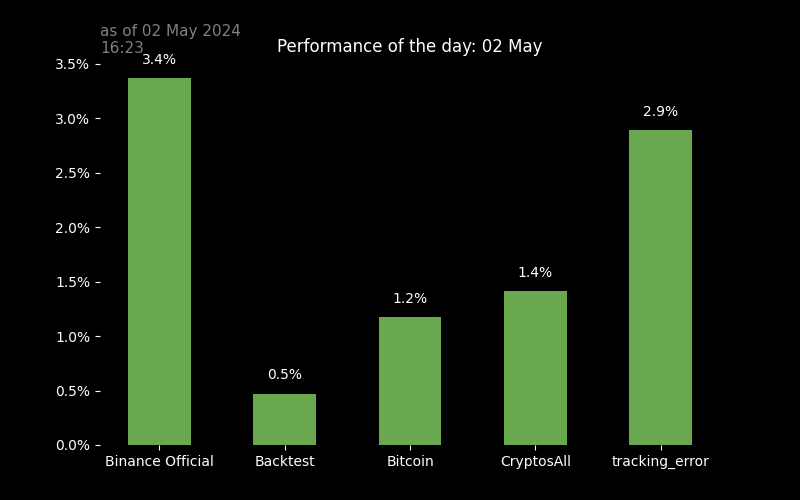 as of 02 May 2024
16:23
Performance of the day: 02 May
3.5%
3.0%
2.5%
2.0%
1.5%
1.0%
0.5%
0.0%
3.4%
0.5%
1.2%
1.4%
2.9%
Binance Official
Backtest
Bitcoin
CryptosAll
tracking_error